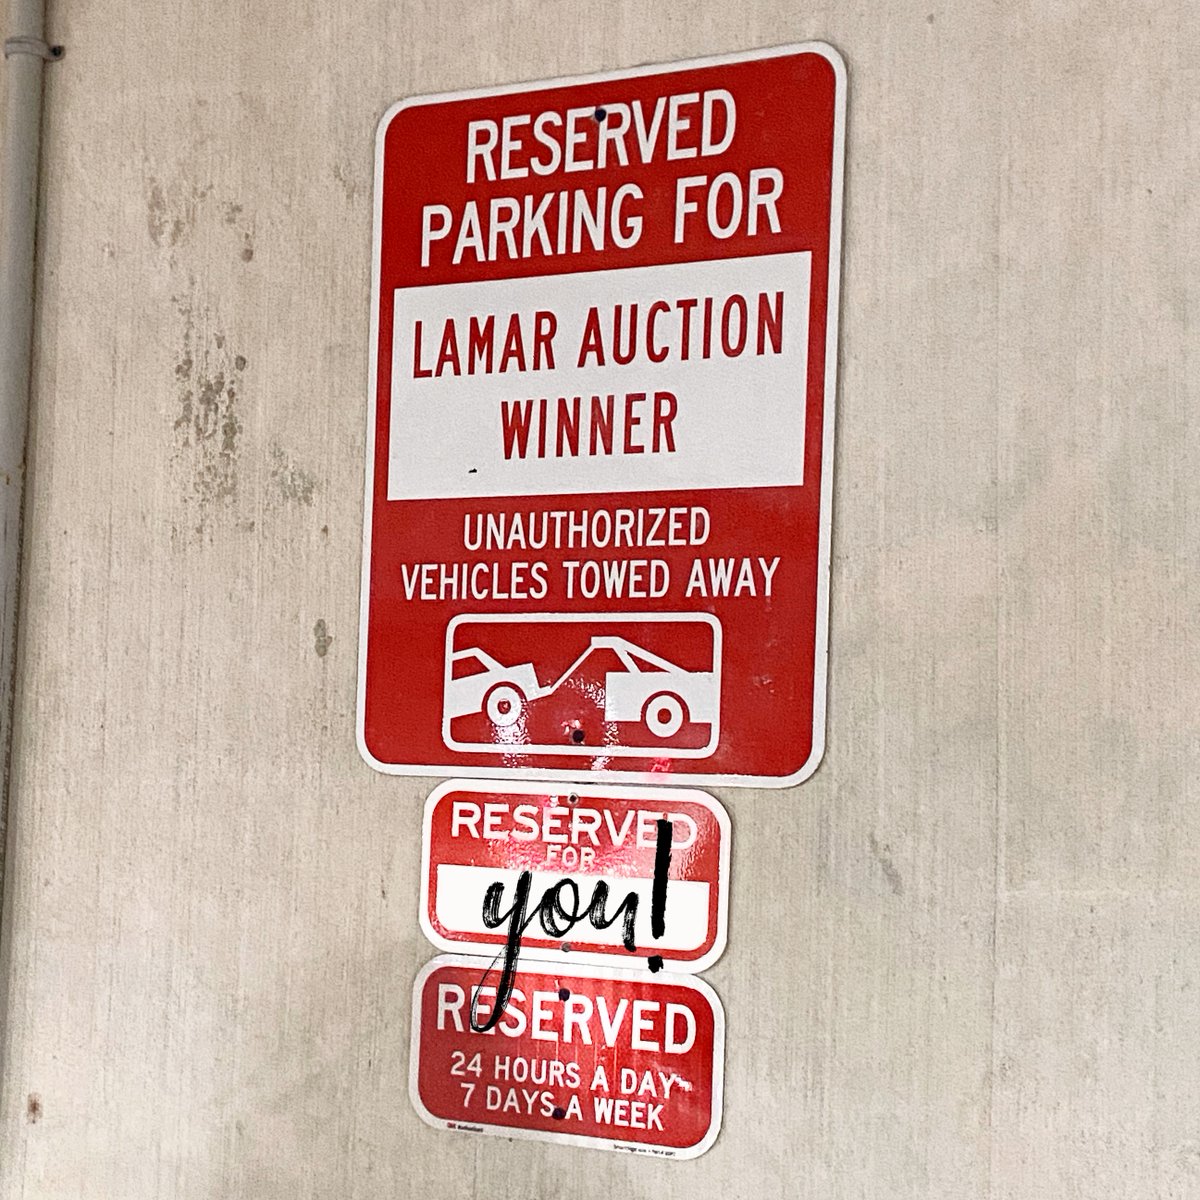 RESERVED
PARKING FOR
LAMAR AUCTION
WINNER
UNAUTHORIZED
VEHICLES TOWED AWAY
RESERVED
FOR
you!
RESERVED
24 HOURS A DAY
7 DAYS A WEEK